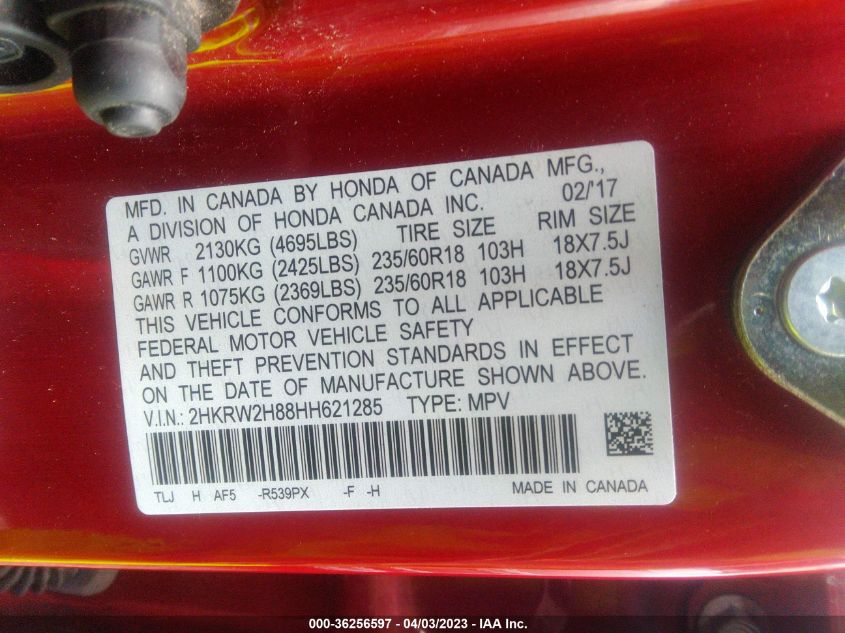 MFD. IN CANADA BY HONDA OF CANADA MFG.,
A DIVISION OF HONDA CANADA INC. 02/'17
GVWR 2130KG (4695LBS) TIRE SIZE RIM SIZE
GAWR F 1100KG (2425LBS) 235/60R18 103H 18X7.5J
GAWR R 1075KG (2369LBS) 235/60R18 103H 18X7.5J
THIS VEHICLE CONFORMS TO ALL APPLICABLE
FEDERAL MOTOR VEHICLE SAFETY
AND THEFT PREVENTION STANDARDS IN EFFECT
ON THE DATE OF MANUFACTURE SHOWN ABOVE.
V.I.N.: 2HKRW2H88HH621285 TYPE: MPV
TLJ H AF5 -R539PX -F -H MADE IN CANADA
000-36256597 - 04/03/2023 - IAA Inc.